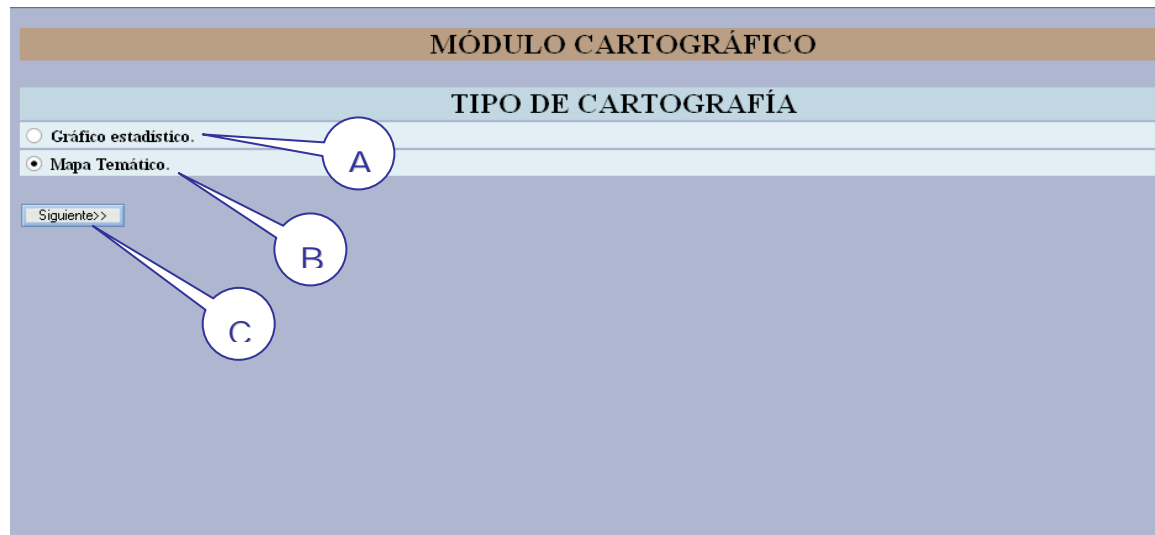 MÓDULO CARTOGRÁFICO
TIPO DE CARTOGRAFÍA
Gráfico estadístico.
A
Mapa Temático.
Siguiente>>
B
C